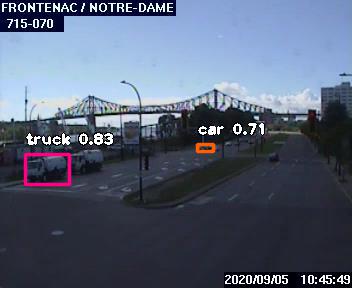 FRONTENAC / NOTRE-DAME
715-070
truck 0.83
car 0.71
2020/09/05 10:45:49